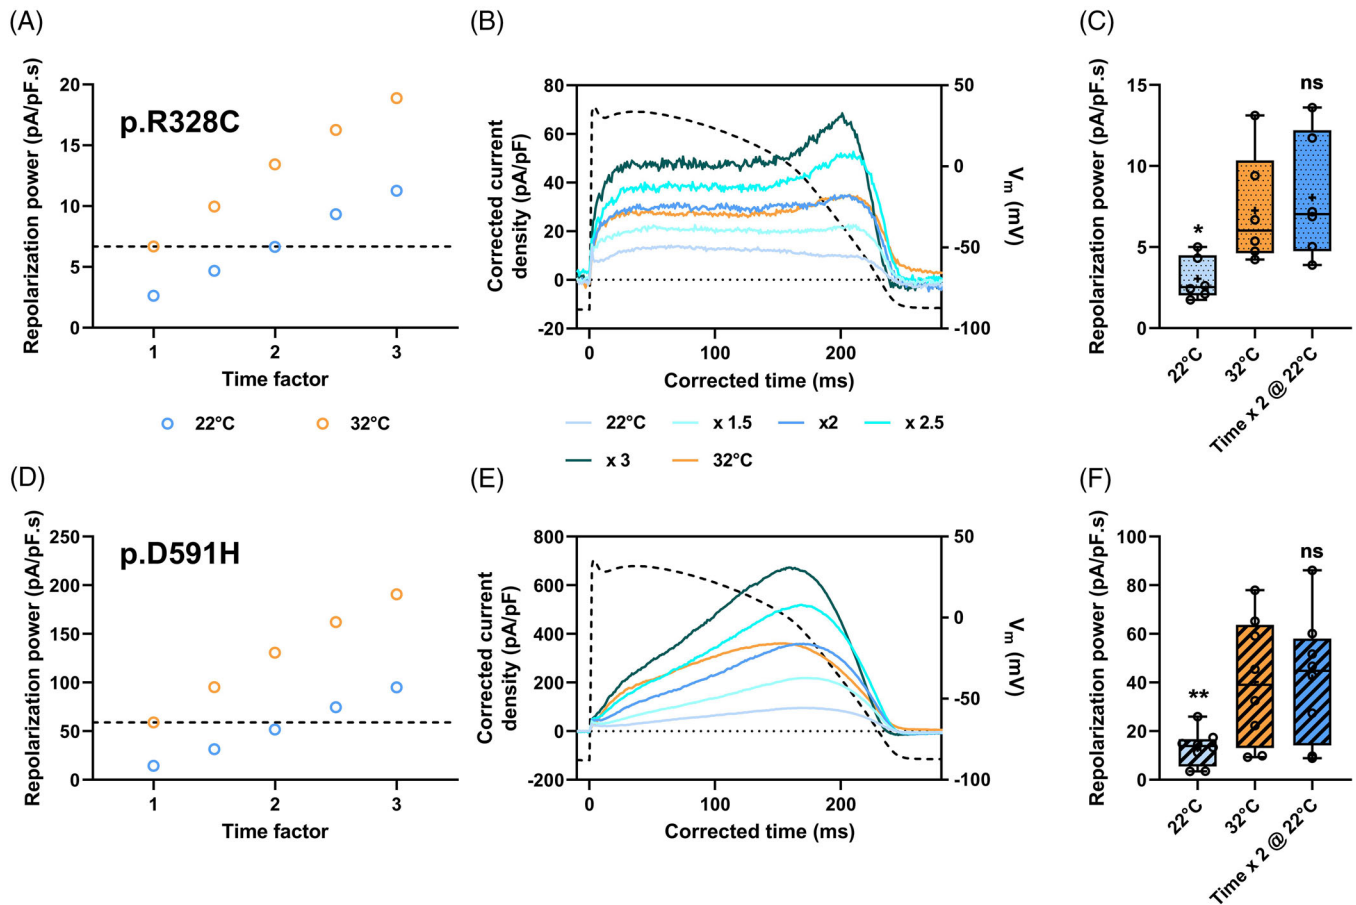 (A)
Repolarization power (pA/pF.s)
20
15
10
5
0
p.R328C
1
2
3
Time factor
22°C
32°C
(B)
Corrected current
density (pA/pF)
80
60
40
20
0
-20
50
0
-50
-100
Vm (mV)
0
100
200
Corrected time (ms)
22°C
x 1.5
x2
x 2.5
x 3
32°C
(C)
Repolarization power (pA/pF.s)
15
10
5
0
*
ns
22°C
32°C
Time x 2 @ 22°C
(D)
Repolarization power (pA/pF.s)
250
200
150
100
50
0
p.D591H
1
2
3
Time factor
(E)
Corrected current
density (pA/pF)
800
600
400
200
0
-200
50
0
-50
-100
Vm (mV)
0
100
200
Corrected time (ms)
(F)
Repolarization power (pA/pF.s)
100
80
60
40
20
0
**
ns
22°C
32°C
Time x 2 @ 22°C